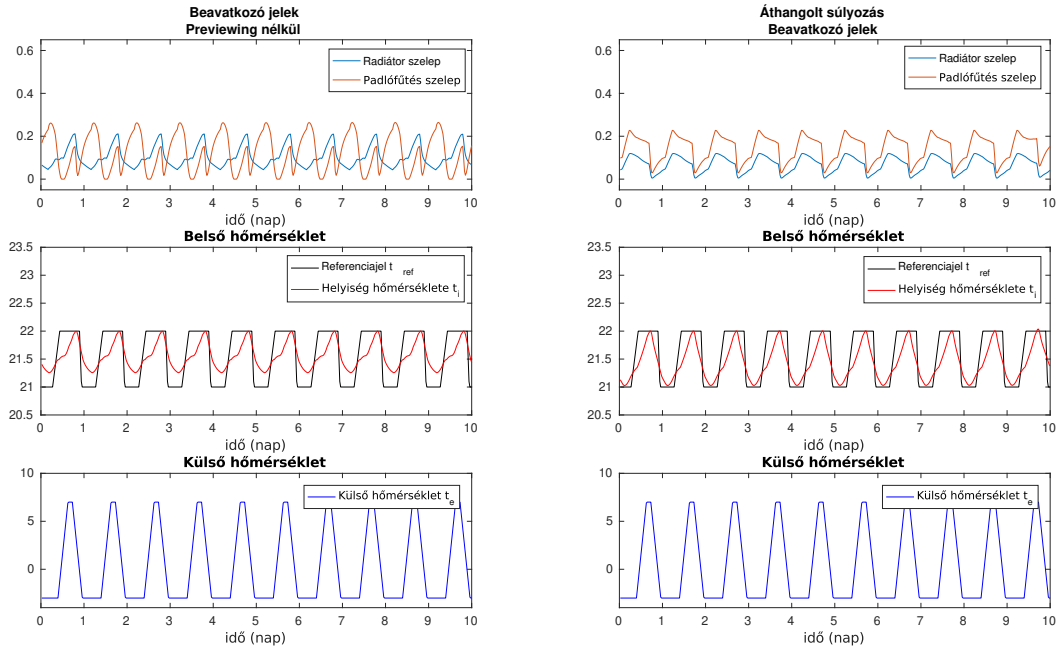 Beavatkozó jelek
Previewing nélkül
0.6
0.4
0.2
0
Radiátor szelep
Padlófűtés szelep
0 1 2 3 4 5 6 7 8 9 10
idő (nap)
Belső hőmérséklet
23.5
23
22.5
22
21.5
21
20.5
Referenciajel t ref
Helyiség hőmérséklete t i
0 1 2 3 4 5 6 7 8 9 10
idő (nap)
Külső hőmérséklet
10
5
0
Külső hőmérséklet t e
0 1 2 3 4 5 6 7 8 9 10
idő (nap)
Áthangolt súlyozás
Beavatkozó jelek
0.6
0.4
0.2
0
Radiátor szelep
Padlófűtés szelep
0 1 2 3 4 5 6 7 8 9 10
idő (nap)
Belső hőmérséklet
23.5
23
22.5
22
21.5
21
20.5
Referenciajel t ref
Helyiség hőmérséklete t i
0 1 2 3 4 5 6 7 8 9 10
idő (nap)
Külső hőmérséklet
10
5
0
Külső hőmérséklet t e
0 1 2 3 4 5 6 7 8 9 10
idő (nap)